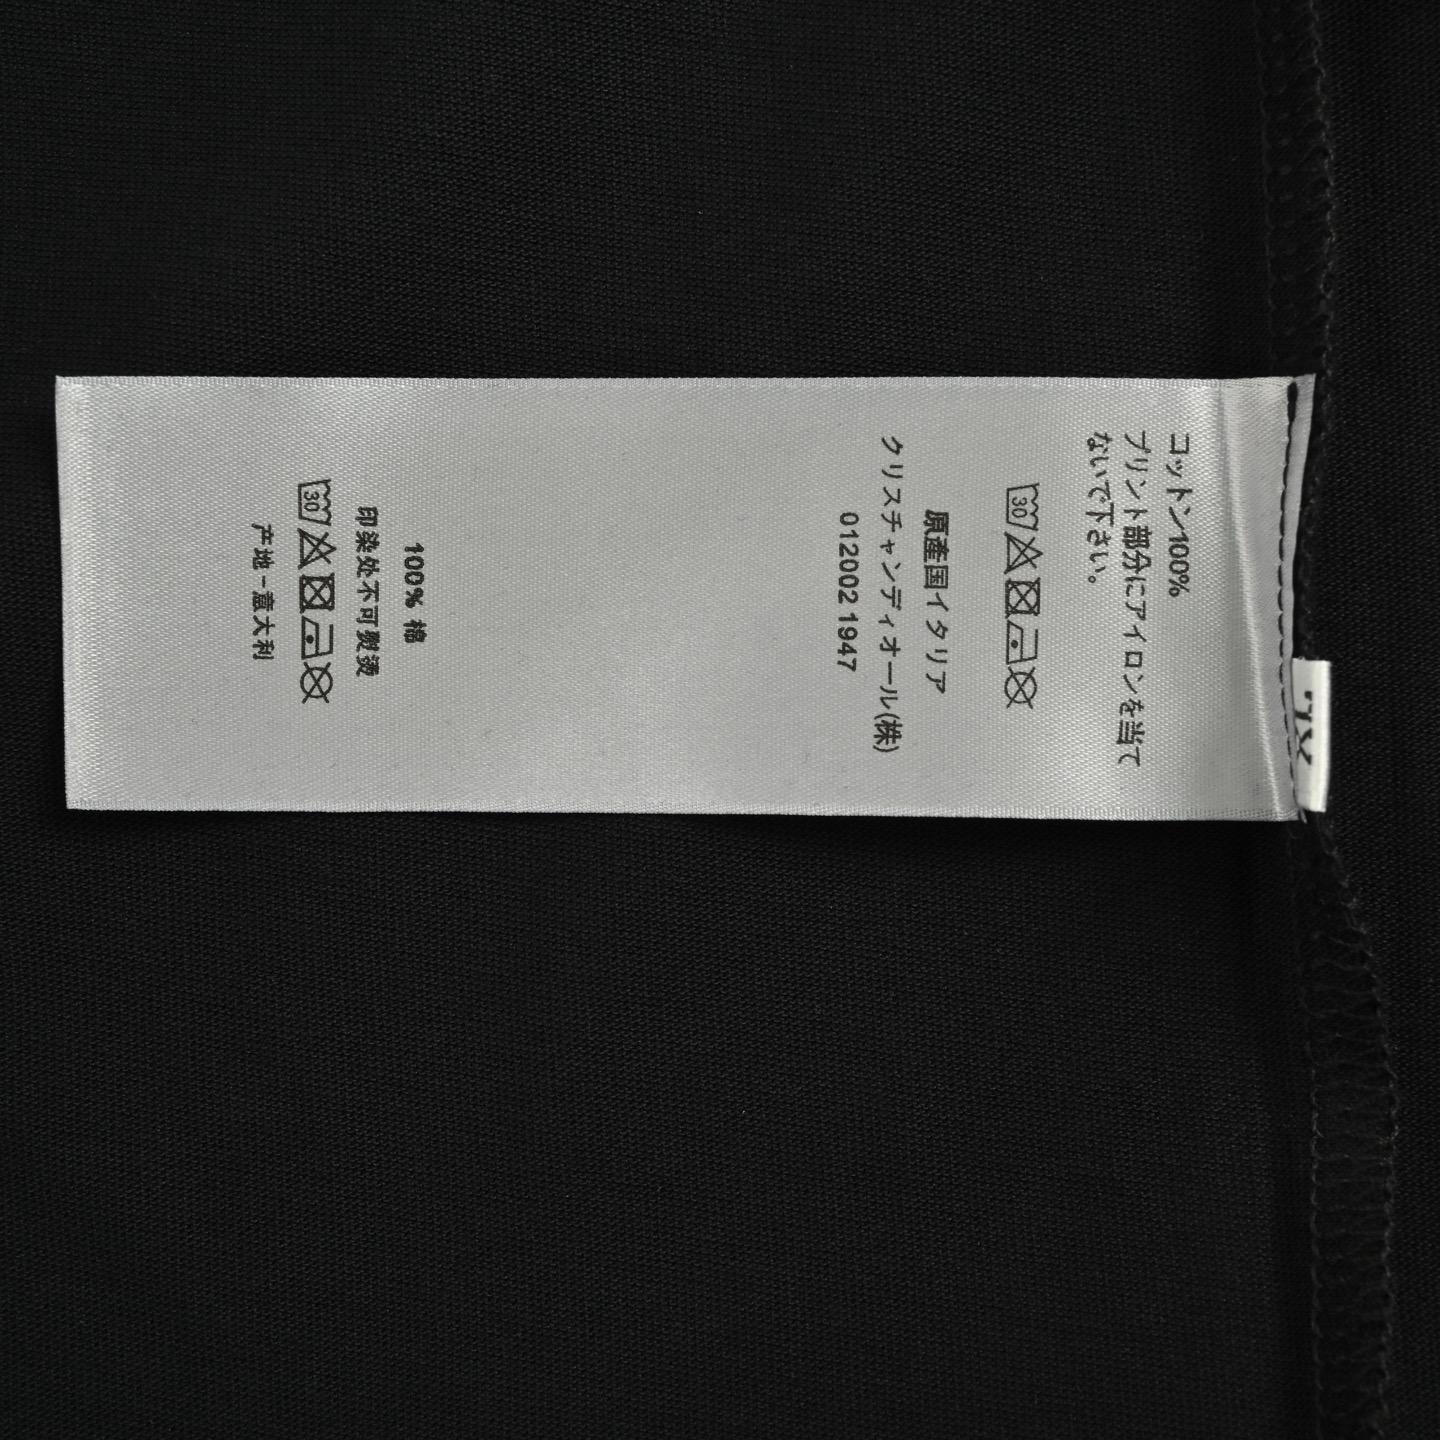 コットン100%
プリント部分にアイロンを当て
ないで下さい。
30
原産国イタリア
クリスチャンディオール(株)
012002 1947
100% 棉
印染处不可熨烫
30
产地-意大利